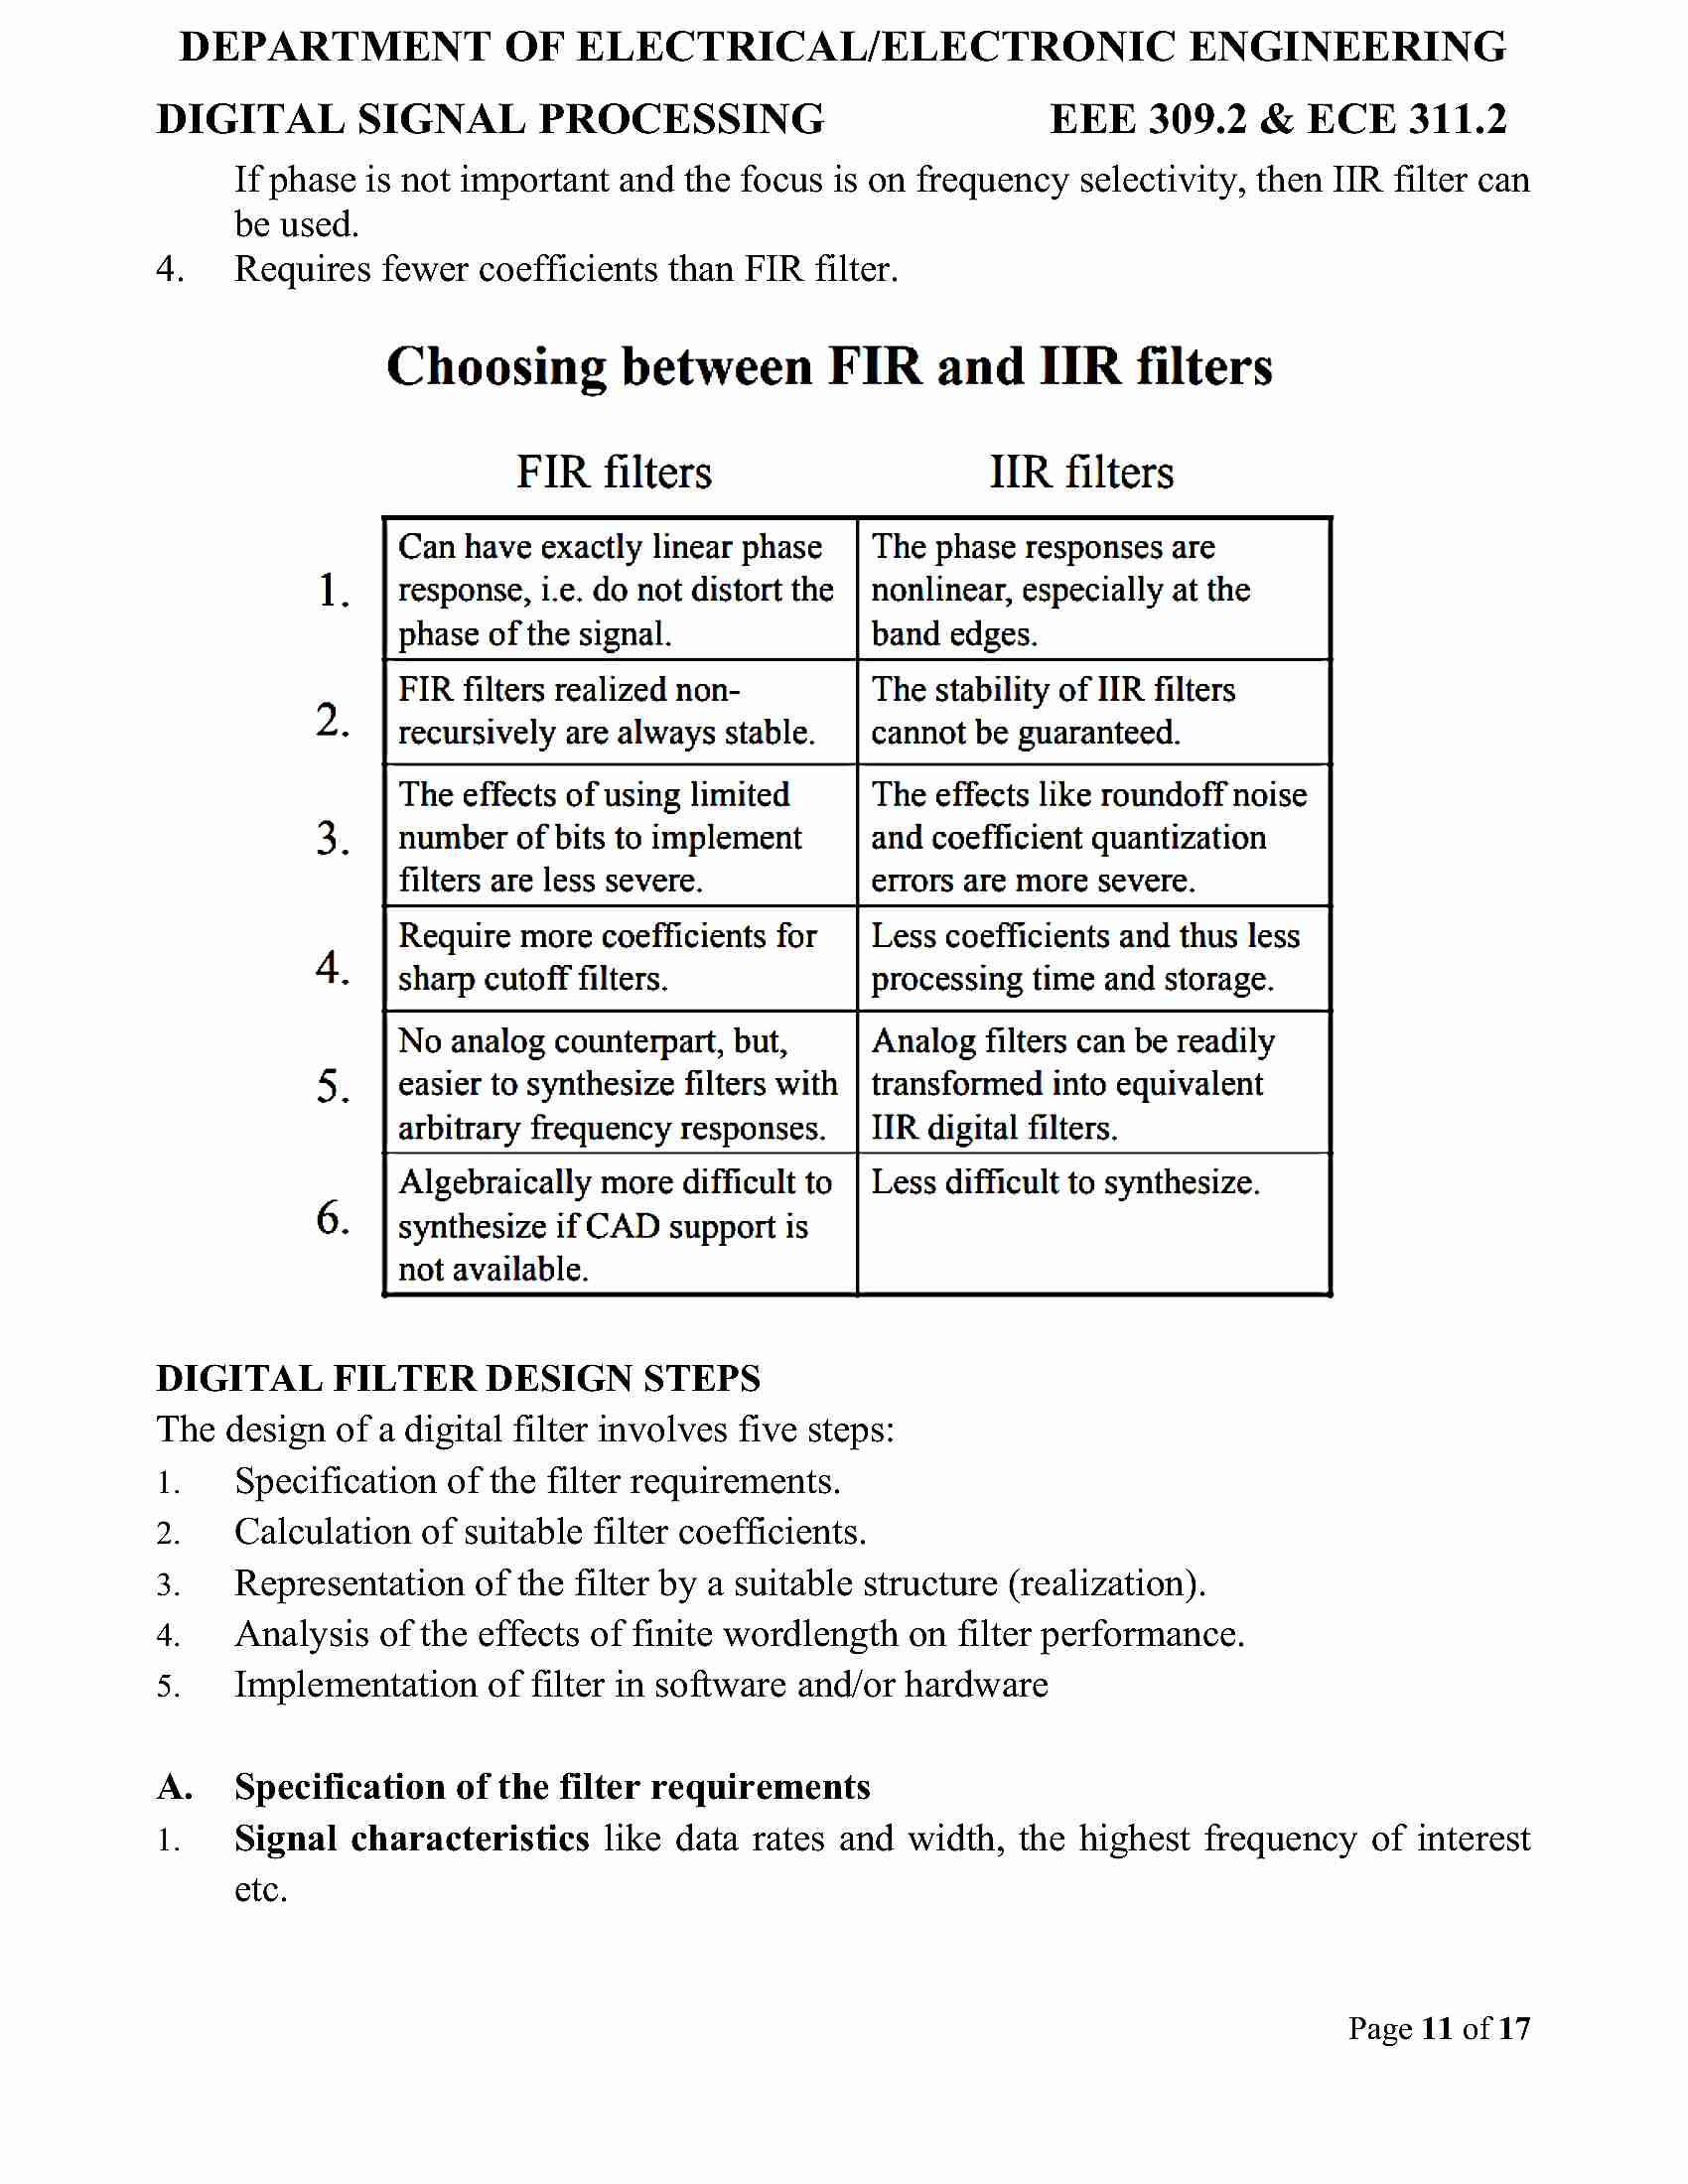 DEPARTMENT OF ELECTRICAL/ELECTRONIC ENGINEERING
DIGITAL SIGNAL PROCESSING EEE 309.2 & ECE 311.2
If phase is not important and the focus is on frequency selectivity, then IIR filter can
be used.
4. Requires fewer coefficients than FIR filter.
Choosing between FIR and IIR filters
FIR filters IIR filters
1.
Can have exactly linear phase
response, i.e. do not distort the
phase of the signal.
The phase responses are
nonlinear, especially at the
band edges.
2.
FIR filters realized non-
recursively are always stable.
The stability of IIR filters
cannot be guaranteed.
3.
The effects of using limited
number of bits to implement
filters are less severe.
The effects like roundoff noise
and coefficient quantization
errors are more severe.
4.
Require more coefficients for
sharp cutoff filters.
Less coefficients and thus less
processing time and storage.
5.
No analog counterpart, but,
easier to synthesize filters with
arbitrary frequency responses.
Analog filters can be readily
transformed into equivalent
IIR digital filters.
6.
Algebraically more difficult to
synthesize if CAD support is
not available.
Less difficult to synthesize.
DIGITAL FILTER DESIGN STEPS
The design of a digital filter involves five steps:
1. Specification of the filter requirements.
2. Calculation of suitable filter coefficients.
3. Representation of the filter by a suitable structure (realization).
4. Analysis of the effects of finite wordlength on filter performance.
5. Implementation of filter in software and/or hardware
A. Specification of the filter requirements
1. Signal characteristics like data rates and width, the highest frequency of interest
etc.
Page 11 of 17